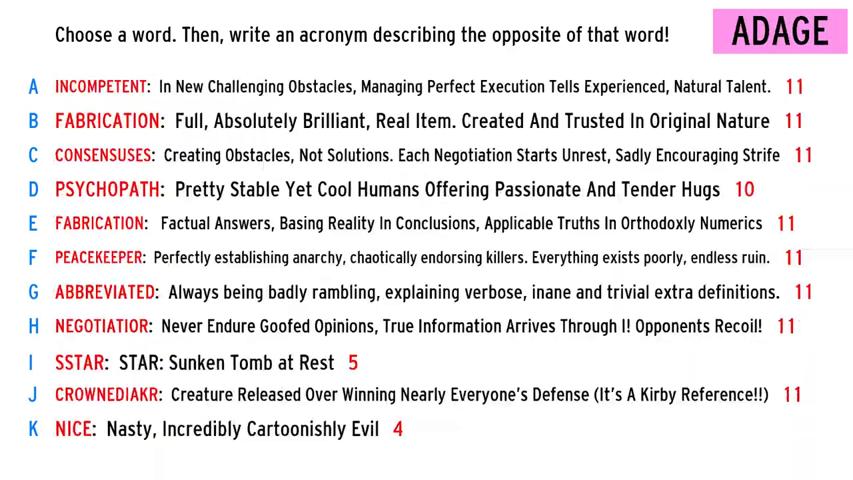 Choose a word. Then, write an acronym describing the opposite of that word!
ADAGE
A INCOMPETENT: In New Challenging Obstacles, Managing Perfect Execution Tells Experienced, Natural Talent. 11
B FABRICATION: Full, Absolutely Brilliant, Real Item. Created And Trusted In Original Nature 11
C CONSENSUSES: Creating Obstacles, Not Solutions. Each Negotiation Starts Unrest, Sadly Encouraging Strife 11
D PSYCHOPATH: Pretty Stable Yet Cool Humans Offering Passionate And Tender Hugs 10
E FABRICATION: Factual Answers, Basing Reality In Conclusions, Applicable Truths In Orthodoxly Numerics 11
F PEACEKEEPER: Perfectly establishing anarchy, chaotically endorsing killers. Everything exists poorly, endless ruin. 11
G ABBREVIATED: Always being badly rambling, explaining verbose, inane and trivial extra definitions. 11
H NEGOTIATIOR: Never Endure Goofed Opinions, True Information Arrives Through I! Opponents Recoil! 11
I SSTAR: STAR: Sunken Tomb at Rest 5
J CROWNEDIAKR: Creature Released Over Winning Nearly Everyone's Defense (It's A Kirby Reference!!) 11
K NICE: Nasty, Incredibly Cartoonishly Evil 4